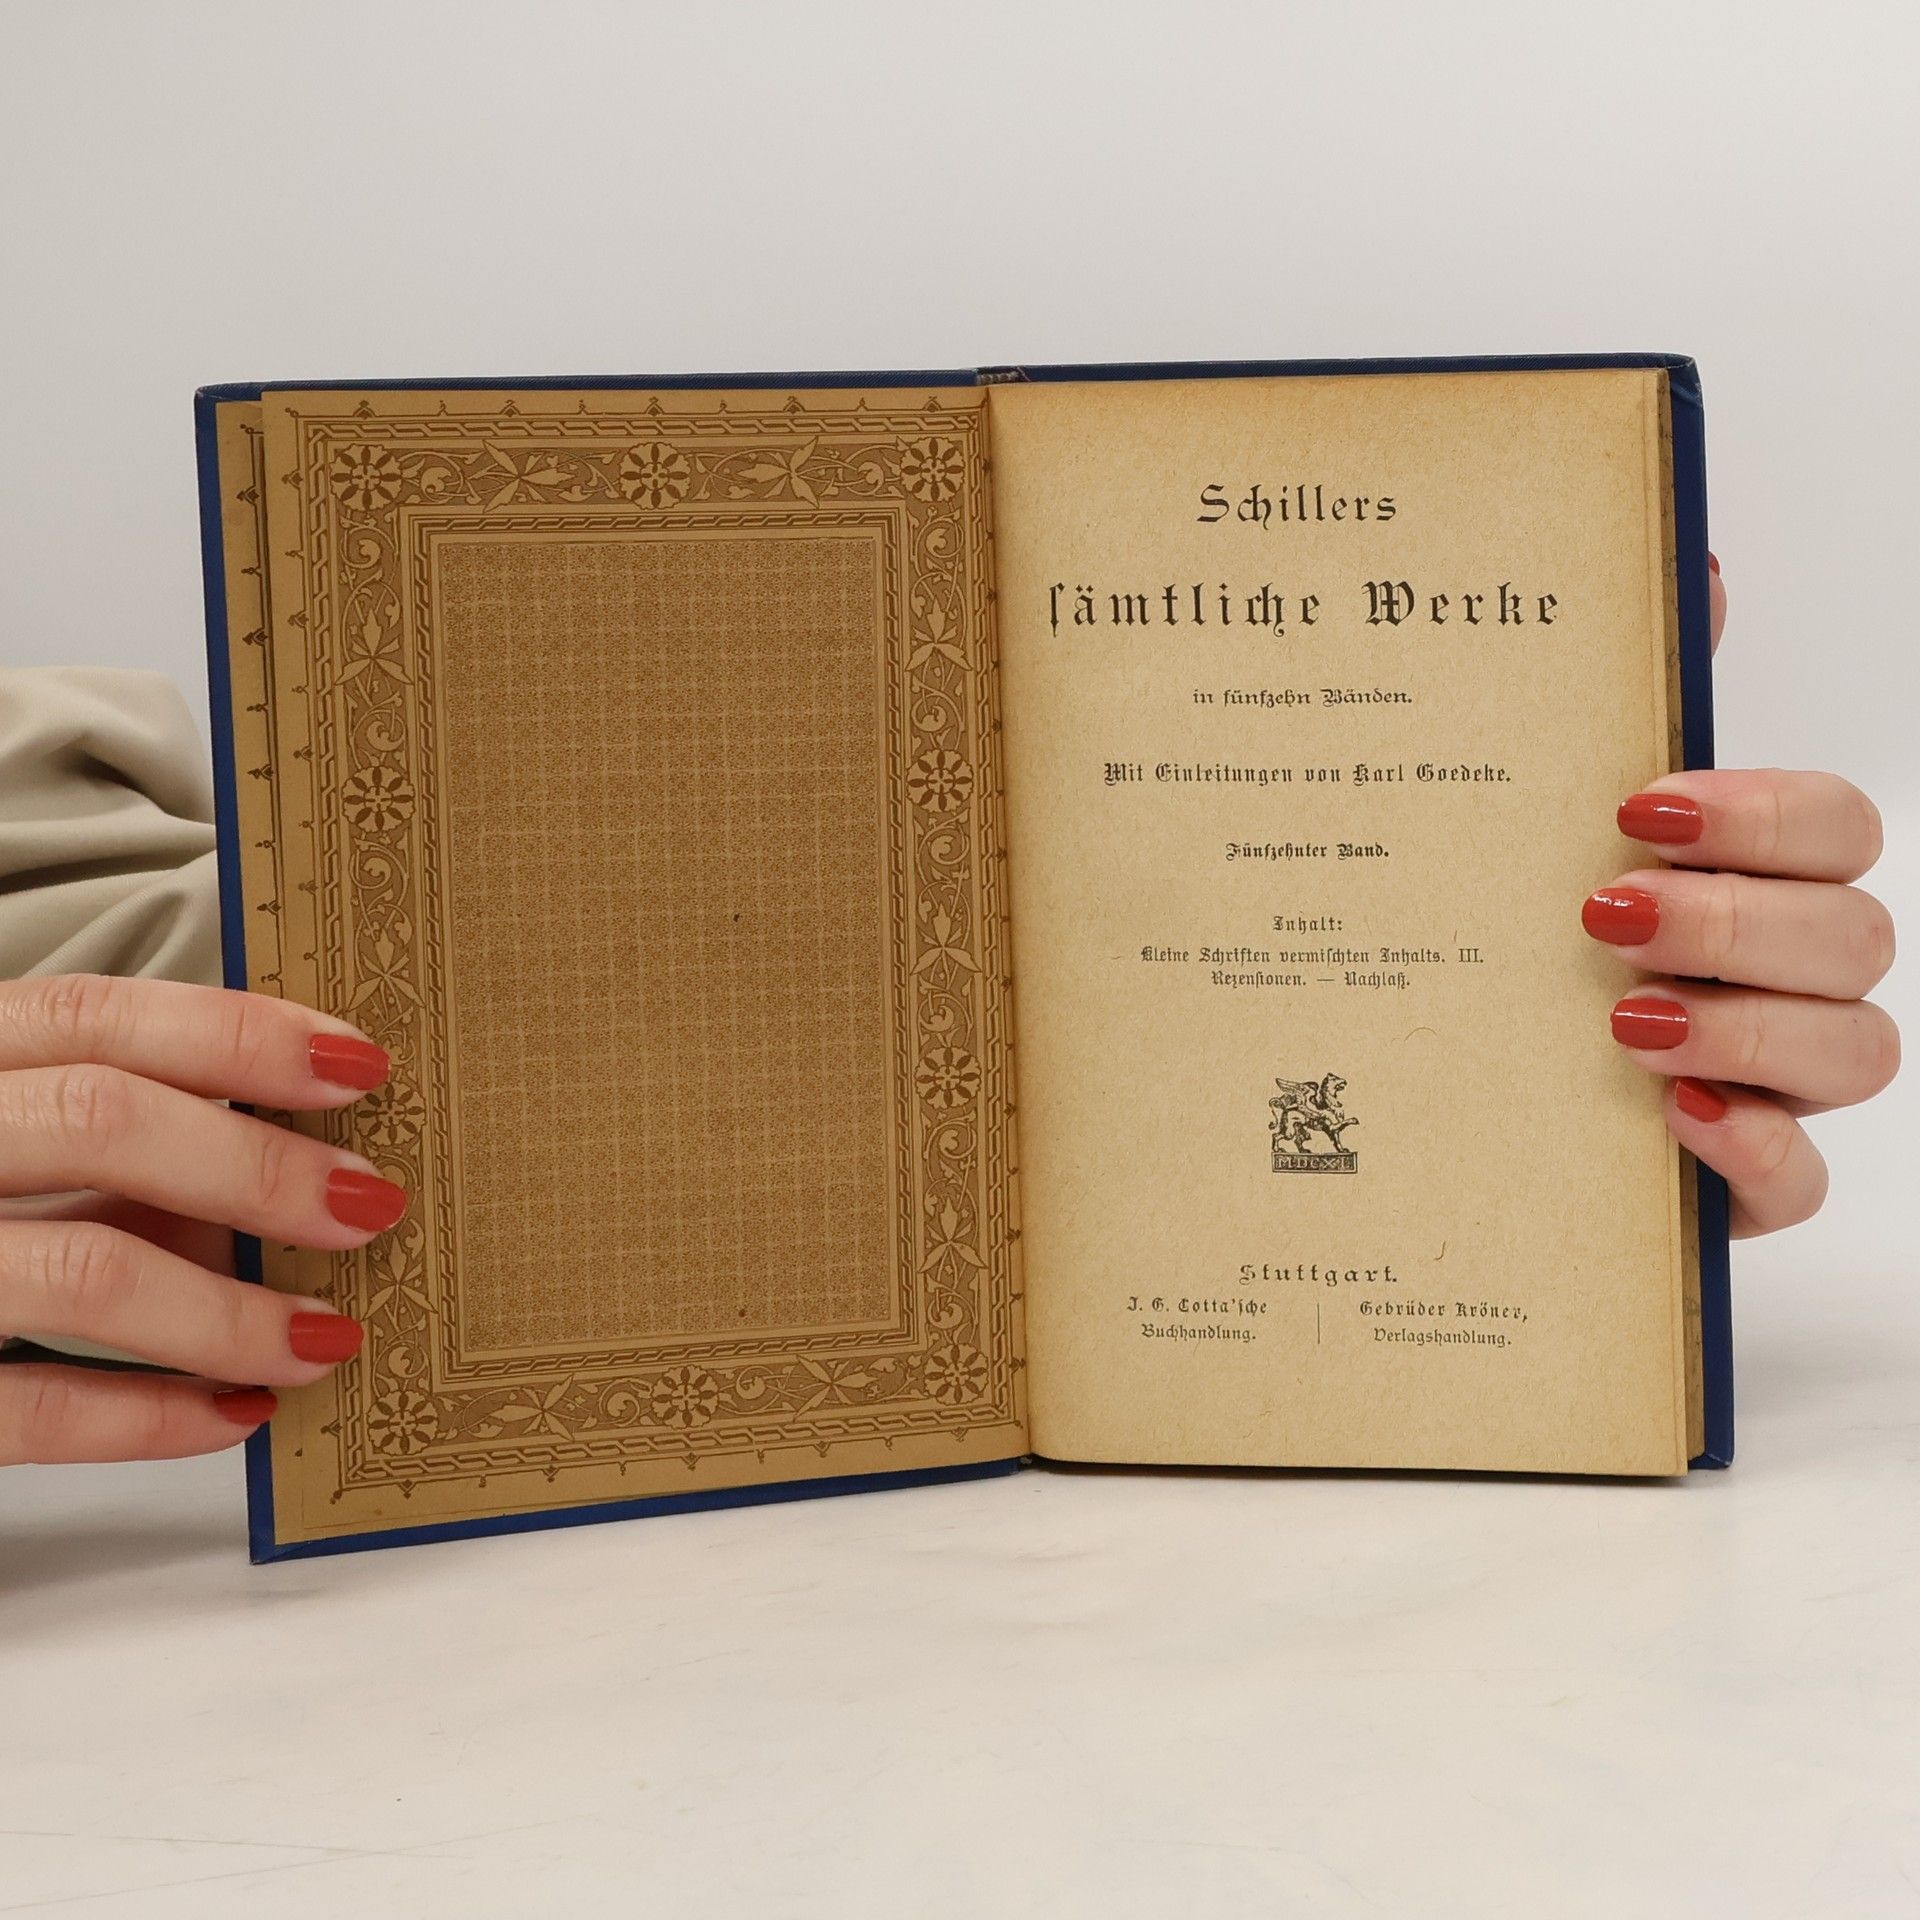 Schillers
sämtliche Werke
in fünfzehn Bänden.
Mit Einleitungen von Karl Goedeke.
Fünfzehnter Band.
Inhalt:
Kleine Schriften vermischten Inhalts. III.
Rezensionen. — Nachlaß.
MDCXL
Stuttgart.
J. G. Cotta'sche
Buchhandlung.
Gebrüder Kröner,
Verlagshandlung.